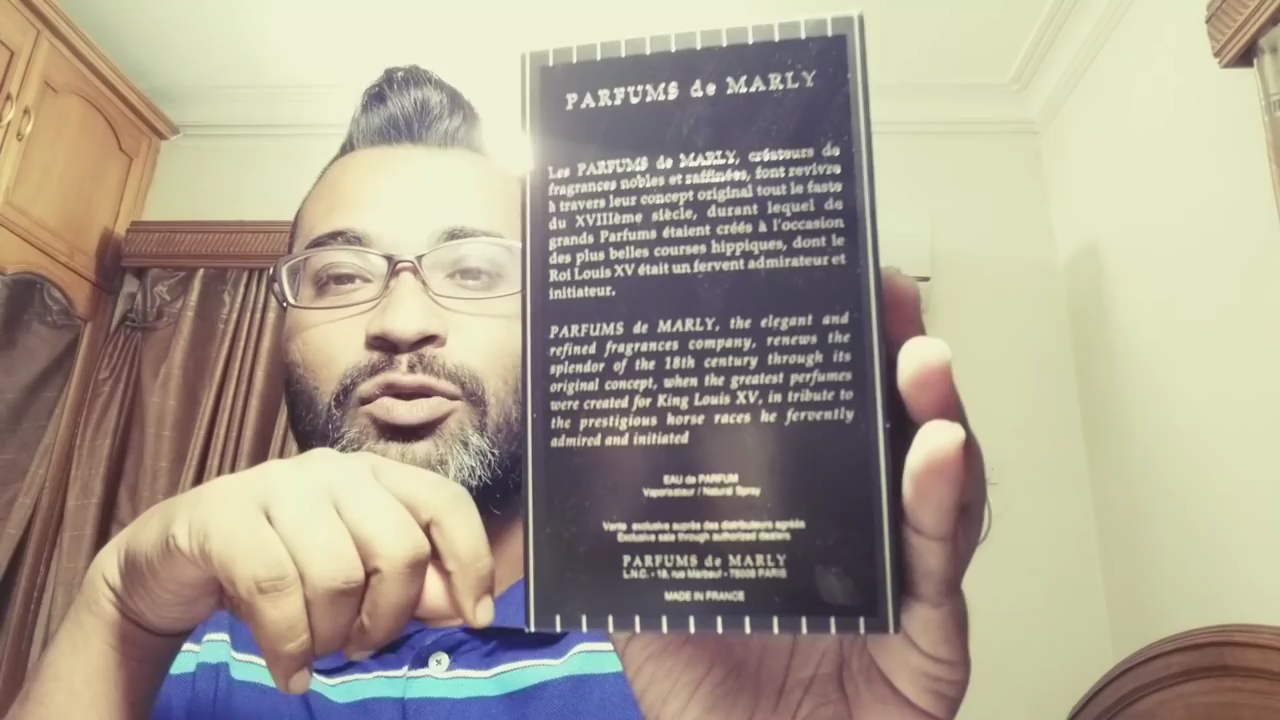 PARFUMS de MARLY
Les PARFUMS de MARLY, créateurs de
fragrances nobles et raffinées, font revivre
à travers leur concept original tout le faste
du XVIIIème siècle, durant lequel de
grands Parfums étaient créés à l'occasion
des plus belles courses hippiques, dont le
Roi Louis XV était un fervent admirateur et
initiateur.
PARFUMS de MARLY, the elegant and
refined fragrances company, renews the
splendor of the 18th century through its
original concept, when the greatest perfumes
were created for King Louis XV, in tribute to
the prestigious horse races he fervently
admired and initiated
EAU de PARFUM
Vaporisateur / Natural Spray
Vente exclusive auprès des distributeurs agréés
Exclusive sale through authorized dealers
PARFUMS de MARLY
L.N.C. - 18, rue Marbeuf - 75008 PARIS
MADE IN FRANCE